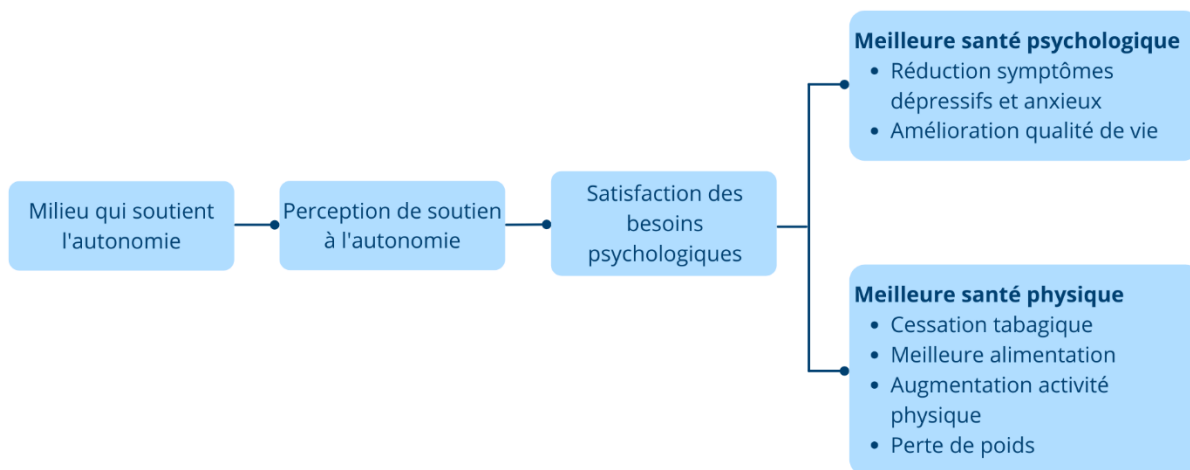 Milieu qui soutient
l'autonomie
Perception de soutien
à l'autonomie
Satisfaction des
besoins
psychologiques
Meilleure santé psychologique
• Réduction symptômes
dépressifs et anxieux
• Amélioration qualité de vie
Meilleure santé physique
• Cessation tabagique
• Meilleure alimentation
• Augmentation activité
physique
• Perte de poids